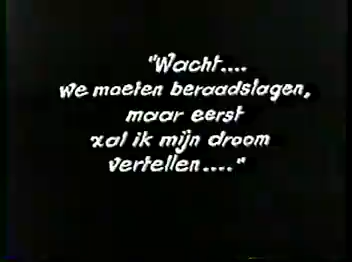 "Wacht....
we moeten beraadslagen,
maar eerst
zal ik mijn droom
vertellen...."